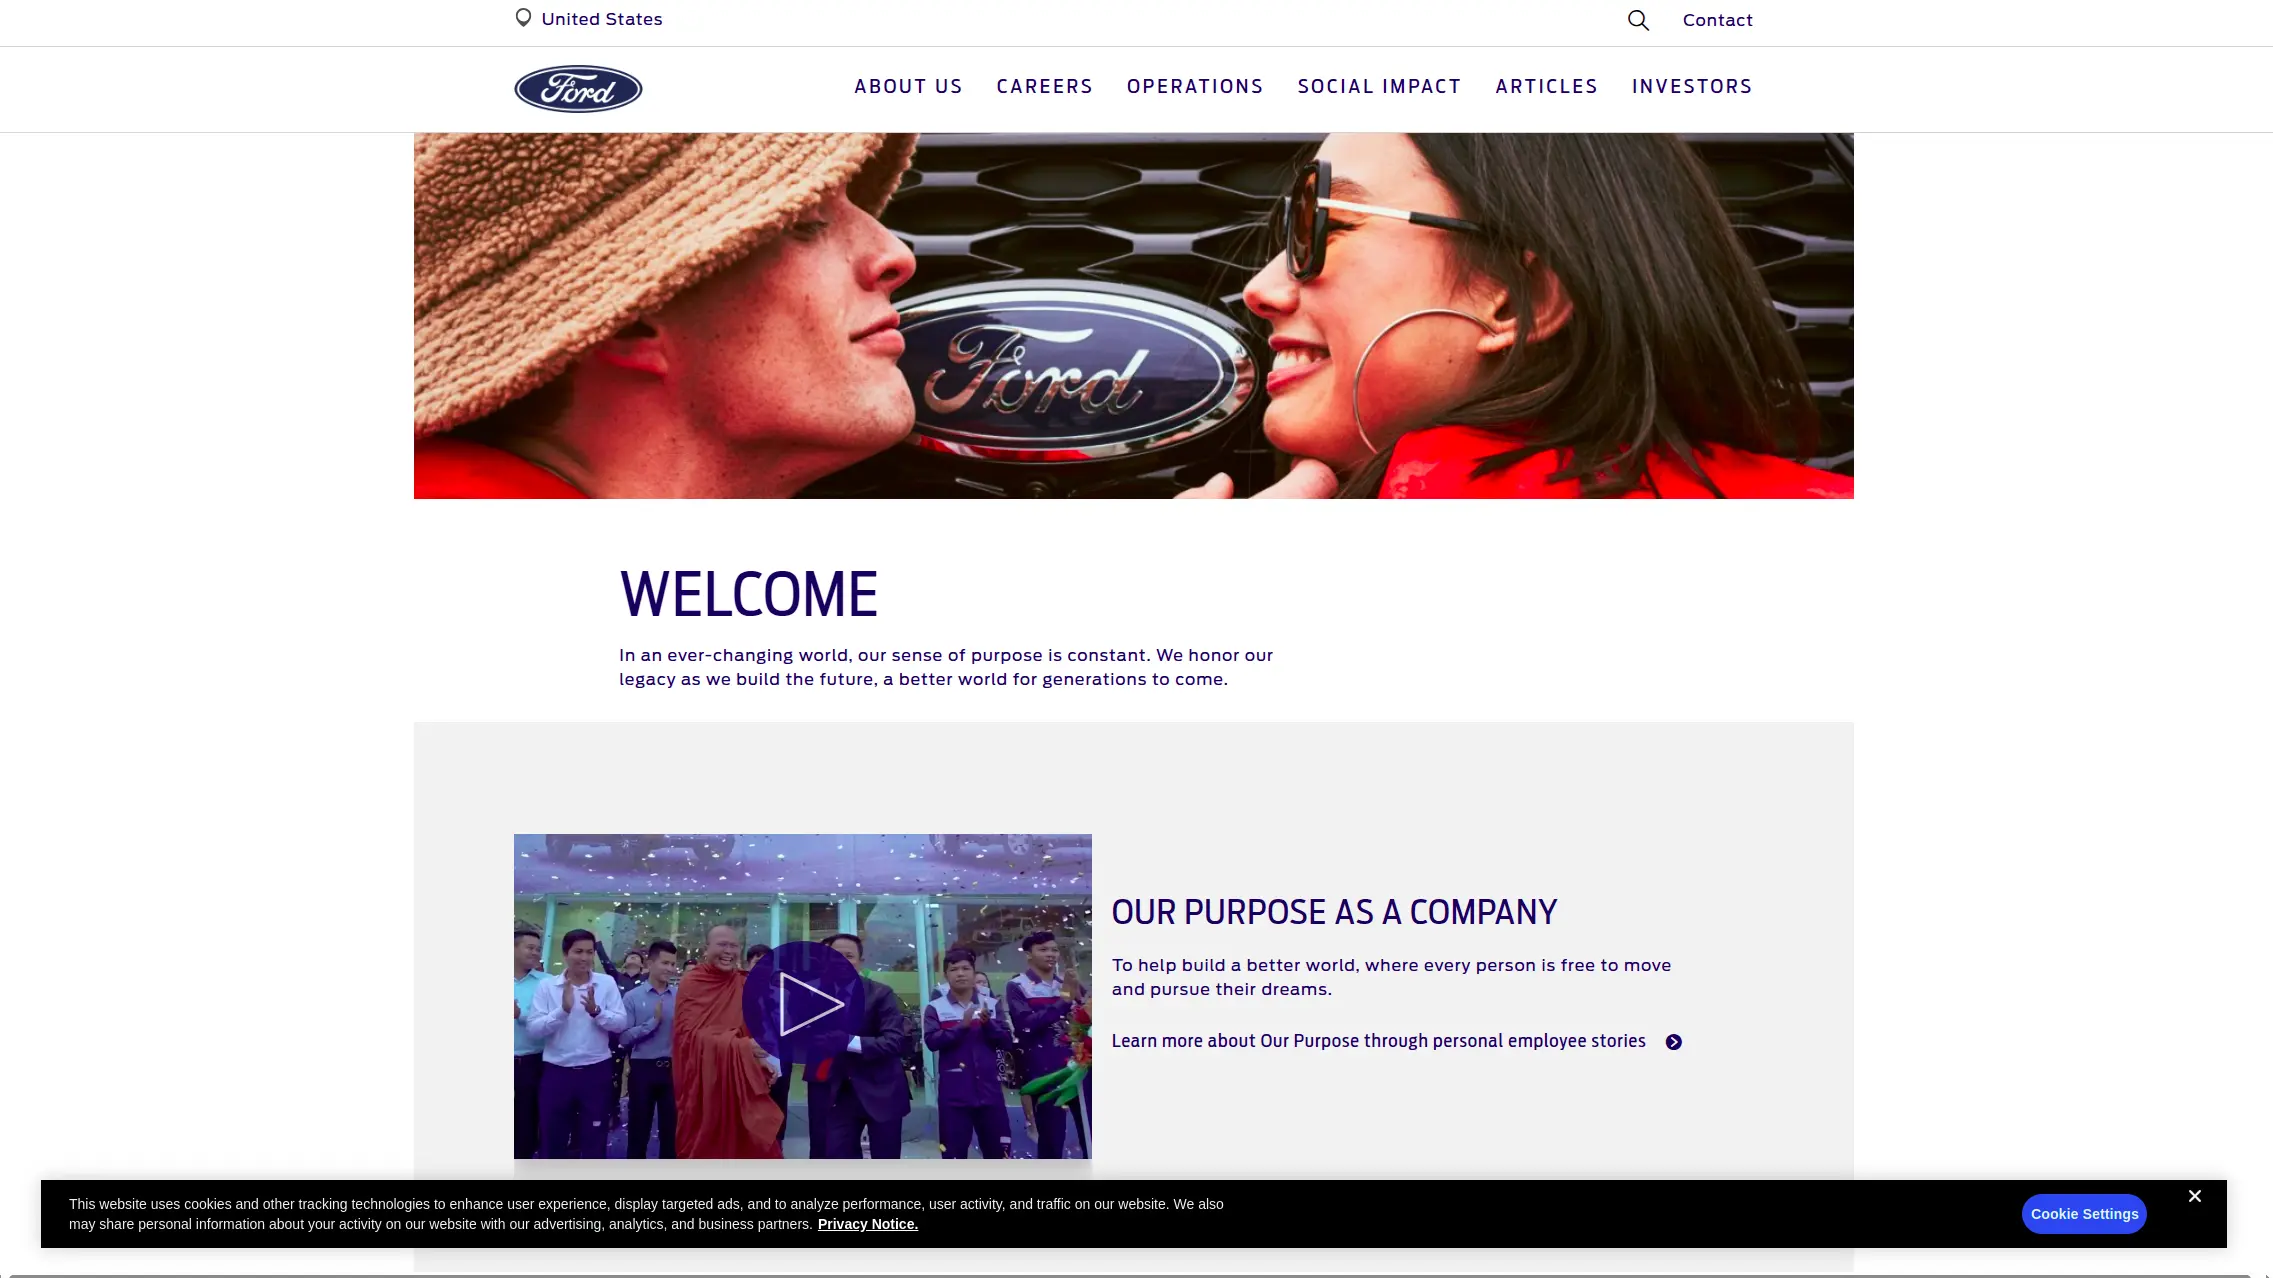 United States
Contact
Ford
ABOUT US
CAREERS
OPERATIONS
SOCIAL IMPACT
ARTICLES
INVESTORS
Ford
WELCOME
In an ever-changing world, our sense of purpose is constant. We honor our
legacy as we build the future, a better world for generations to come.
OUR PURPOSE AS A COMPANY
To help build a better world, where every person is free to move
and pursue their dreams.
Learn more about Our Purpose through personal employee stories
This website uses cookies and other tracking technologies to enhance user experience, display targeted ads, and to analyze performance, user activity, and traffic on our website. We also
may share personal information about your activity on our website with our advertising, analytics, and business partners. Privacy Notice.
Cookie Settings